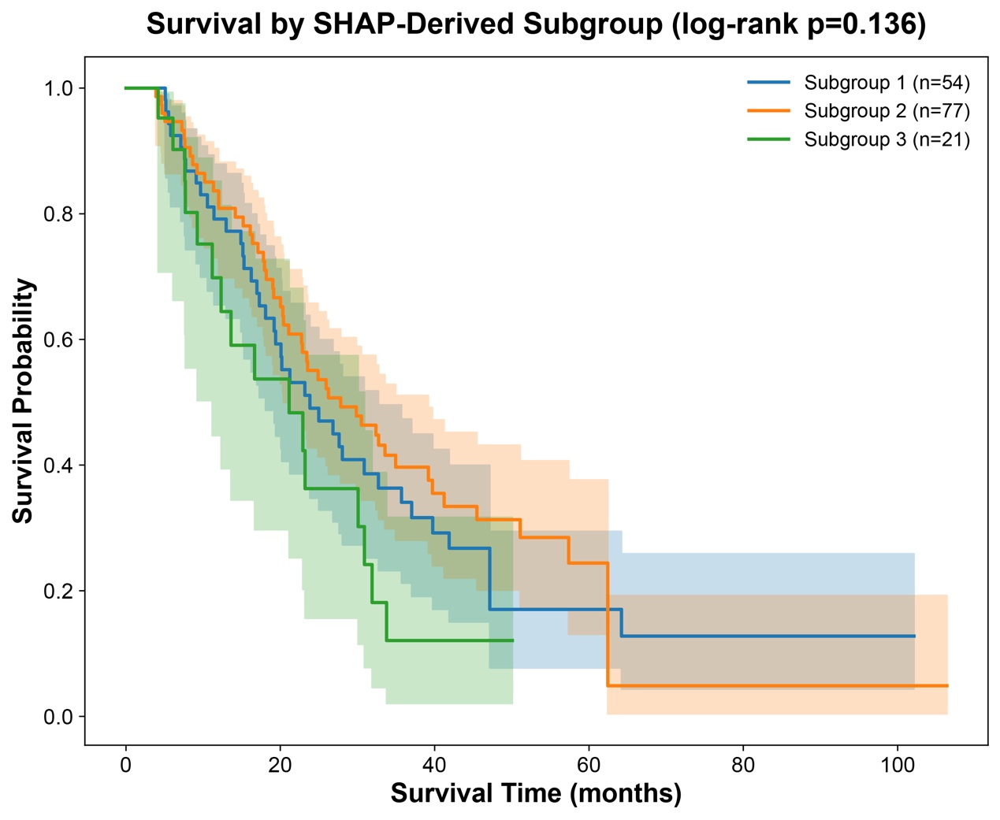 Survival by SHAP-Derived Subgroup (log-rank p=0.136)
Subgroup 1 (n=54)
Subgroup 2 (n=77)
Subgroup 3 (n=21)
Survival Probability
1.0
0.8
0.6
0.4
0.2
0.0
0 20 40 60 80 100
Survival Time (months)